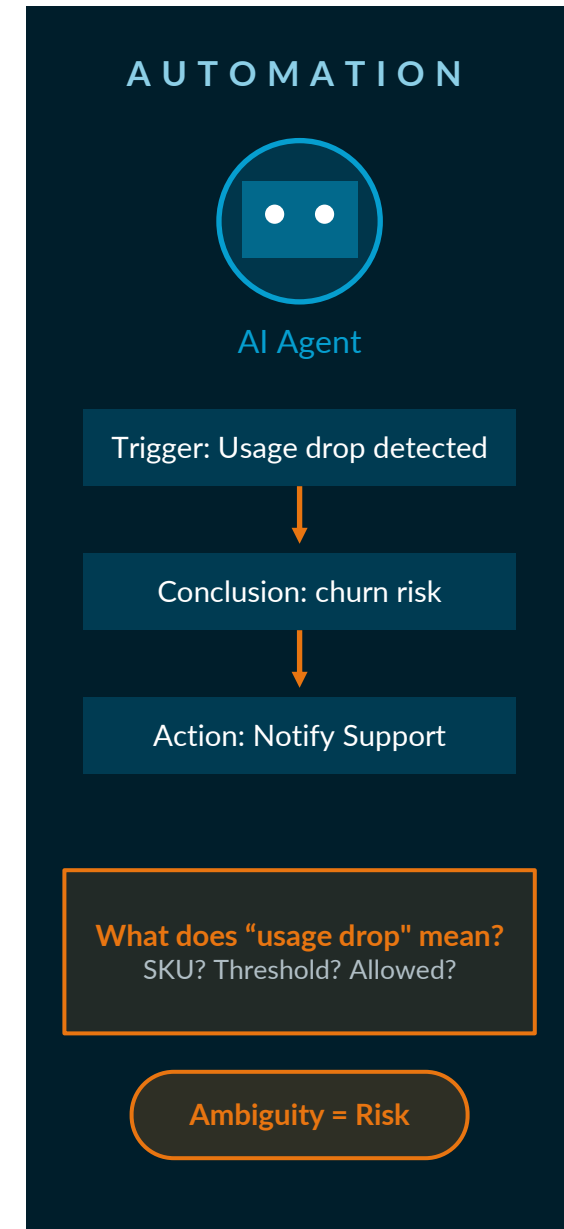 AUTOMATION
AI Agent
Trigger: Usage drop detected
Conclusion: churn risk
Action: Notify Support
What does “usage drop" mean?
SKU? Threshold? Allowed?
Ambiguity = Risk